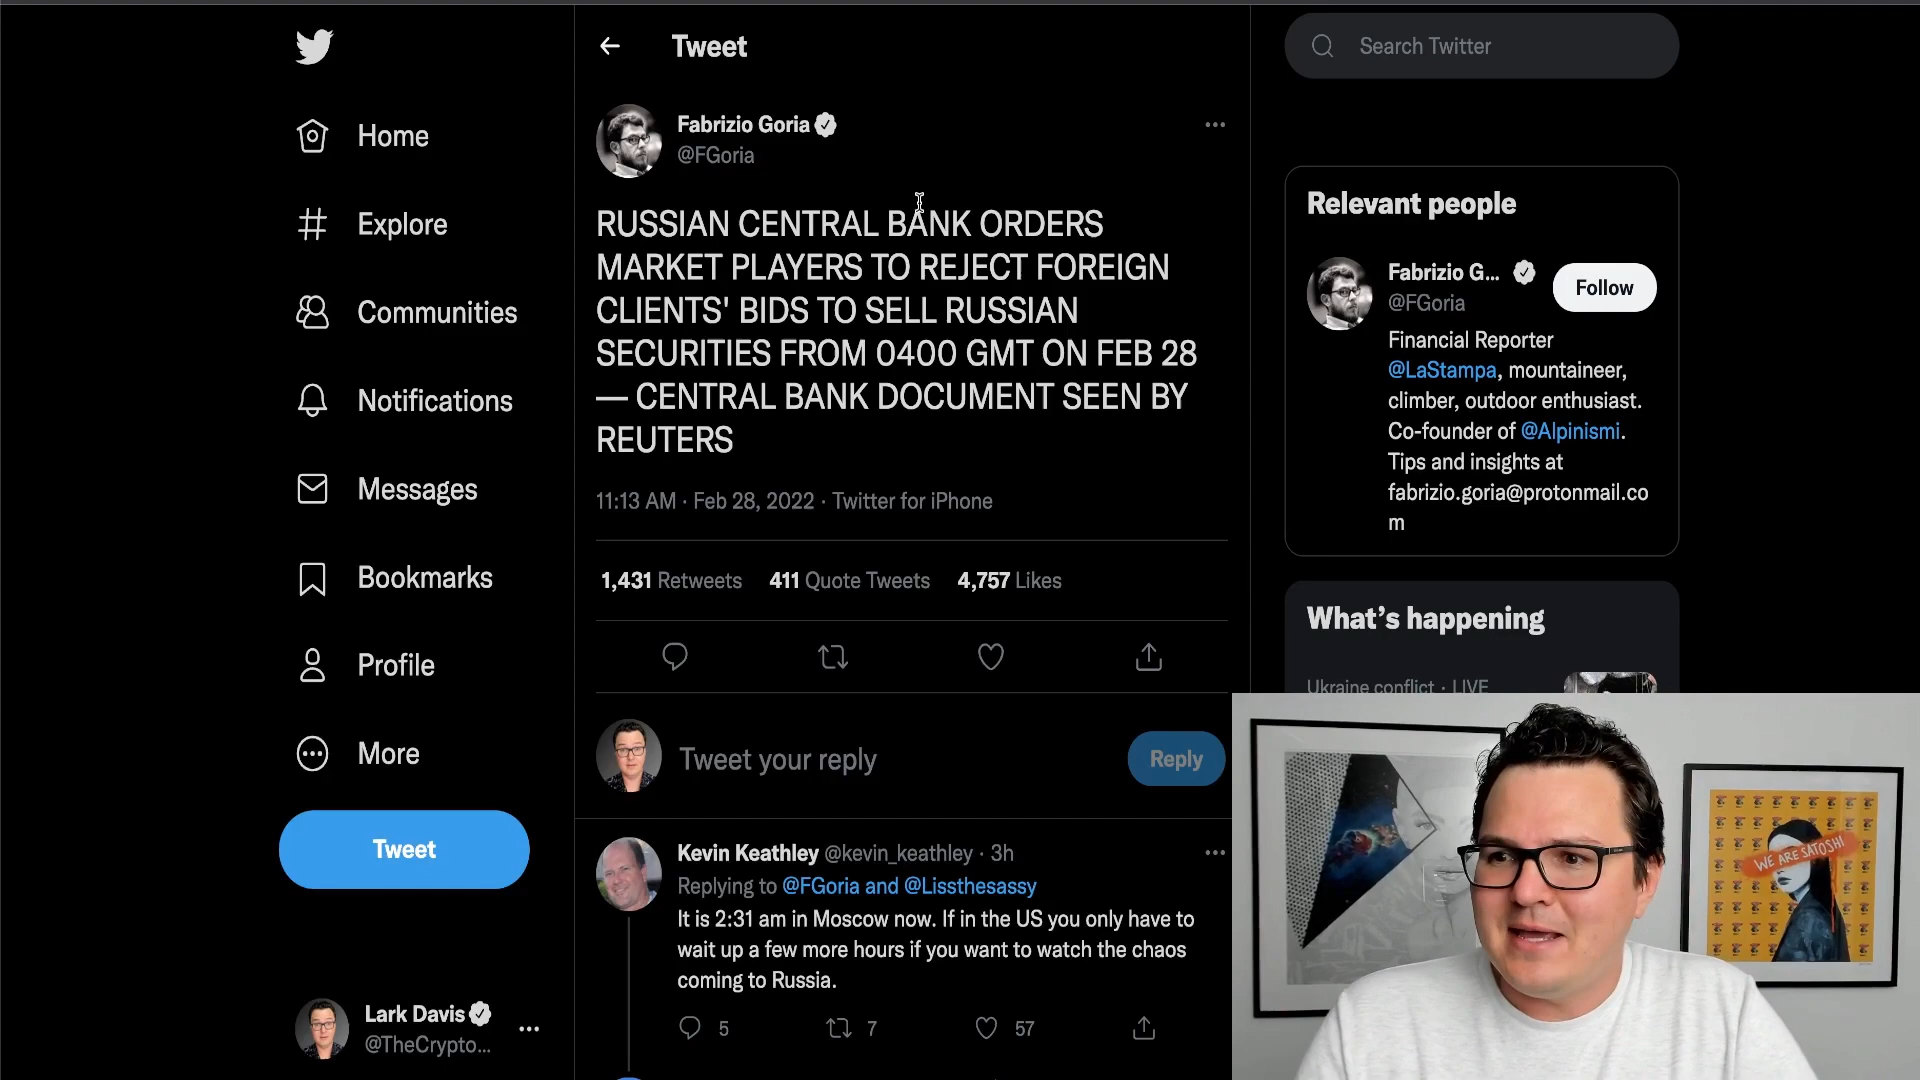 Tweet
Search Twitter
Home
Explore
Communities
Notifications
Messages
Bookmarks
Profile
More
Tweet
Lark Davis
@TheCrypto...
Fabrizio Goria
@FGoria
RUSSIAN CENTRAL BANK ORDERS
MARKET PLAYERS TO REJECT FOREIGN
CLIENTS' BIDS TO SELL RUSSIAN
SECURITIES FROM 0400 GMT ON FEB 28
— CENTRAL BANK DOCUMENT SEEN BY
REUTERS
11:13 AM · Feb 28, 2022 · Twitter for iPhone
1,431 Retweets 411 Quote Tweets 4,757 Likes
Tweet your reply
Reply
Kevin Keathley @kevin_keathley · 3h
Replying to @FGoria and @Lissthesassy
It is 2:31 am in Moscow now. If in the US you only have to
wait up a few more hours if you want to watch the chaos
coming to Russia.
5 7 57
Relevant people
Fabrizio G...
@FGoria
Follow
Financial Reporter
@LaStampa, mountaineer,
climber, outdoor enthusiast.
Co-founder of @Alpinismi.
Tips and insights at
fabrizio.goria@protonmail.co
m
What's happening
Ukraine conflict · LIVE
WE ARE SATOSHI